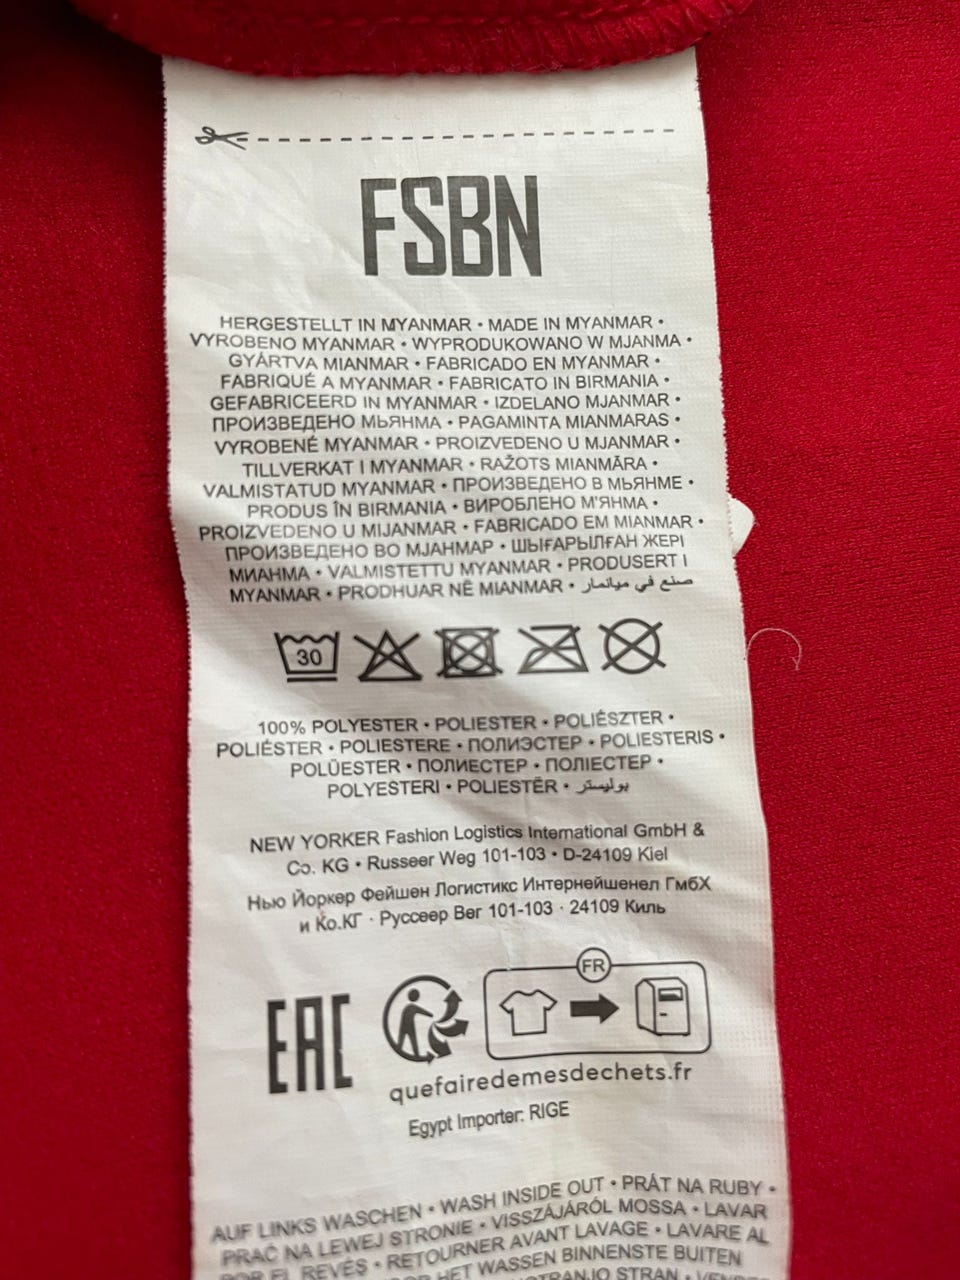 FSBN
HERGESTELLT IN MYANMAR • MADE IN MYANMAR •
VYROBENO MYANMAR • WYPRODUKOWANO W MJANMA •
GYÁRTVA MIANMAR • FABRICADO EN MYANMAR •
FABRIQUÉ A MYANMAR • FABRICATO IN BIRMANIA •
GEFABRICEERD IN MYANMAR • IZDELANO MJANMAR •
ПРОИЗВЕДЕНО МЬЯНМА • PAGAMINTA MIANMARAS •
VYROBENÉ MYANMAR • PROIZVEDENO U MJANMAR •
TILLVERKAT I MYANMAR • RAŽOTS MIANMĀRA •
VALMISTATUD MYANMAR • ПРОИЗВЕДЕНО В МЬЯНМЕ •
PRODUS ÎN BIRMANIA • ВИРОБЛЕНО М'ЯНМА •
PROIZVEDENO U MIJANMAR • FABRICADO EM MIANMAR •
ПРОИЗВЕДЕНО ВО МЈАНМАР • ШЫҒАРЫЛҒАН ЖЕРІ
МИАНМА • VALMISTETTU MYANMAR • PRODUSERT I
MYANMAR • PRODHUAR NË MIANMAR • صنع في ميانمار
30
100% POLYESTER • POLIESTER • POLIÉSZTER •
POLIÉSTER • POLIESTERE • ПОЛИЭСТЕР • POLIESTERIS •
POLÜESTER • ПОЛИЕСТЕР • ПОЛІЕСТЕР •
POLYESTERI • POLIESTËR • بوليستر
NEW YORKER Fashion Logistics International GmbH &
Co. KG • Russeer Weg 101-103 • D-24109 Kiel
Нью Йоркер Фейшен Логистикс Интернейшенел ГмбХ
и Ко.КГ · Руссеер Вег 101-103 · 24109 Киль
FR
EAC
quefairedemesdechets.fr
Egypt Importer: RIGE
AUF LINKS WASCHEN • WASH INSIDE OUT • PRÁT NA RUBY •
PRAĆ NA LEWEJ STRONIE • VISSZÁJÁRÓL MOSSA • LAVAR
POR EL REVÉS • RETOURNER AVANT LAVAGE • LAVARE AL
HET WASSEN BINNENSTE BUITEN
STRAN